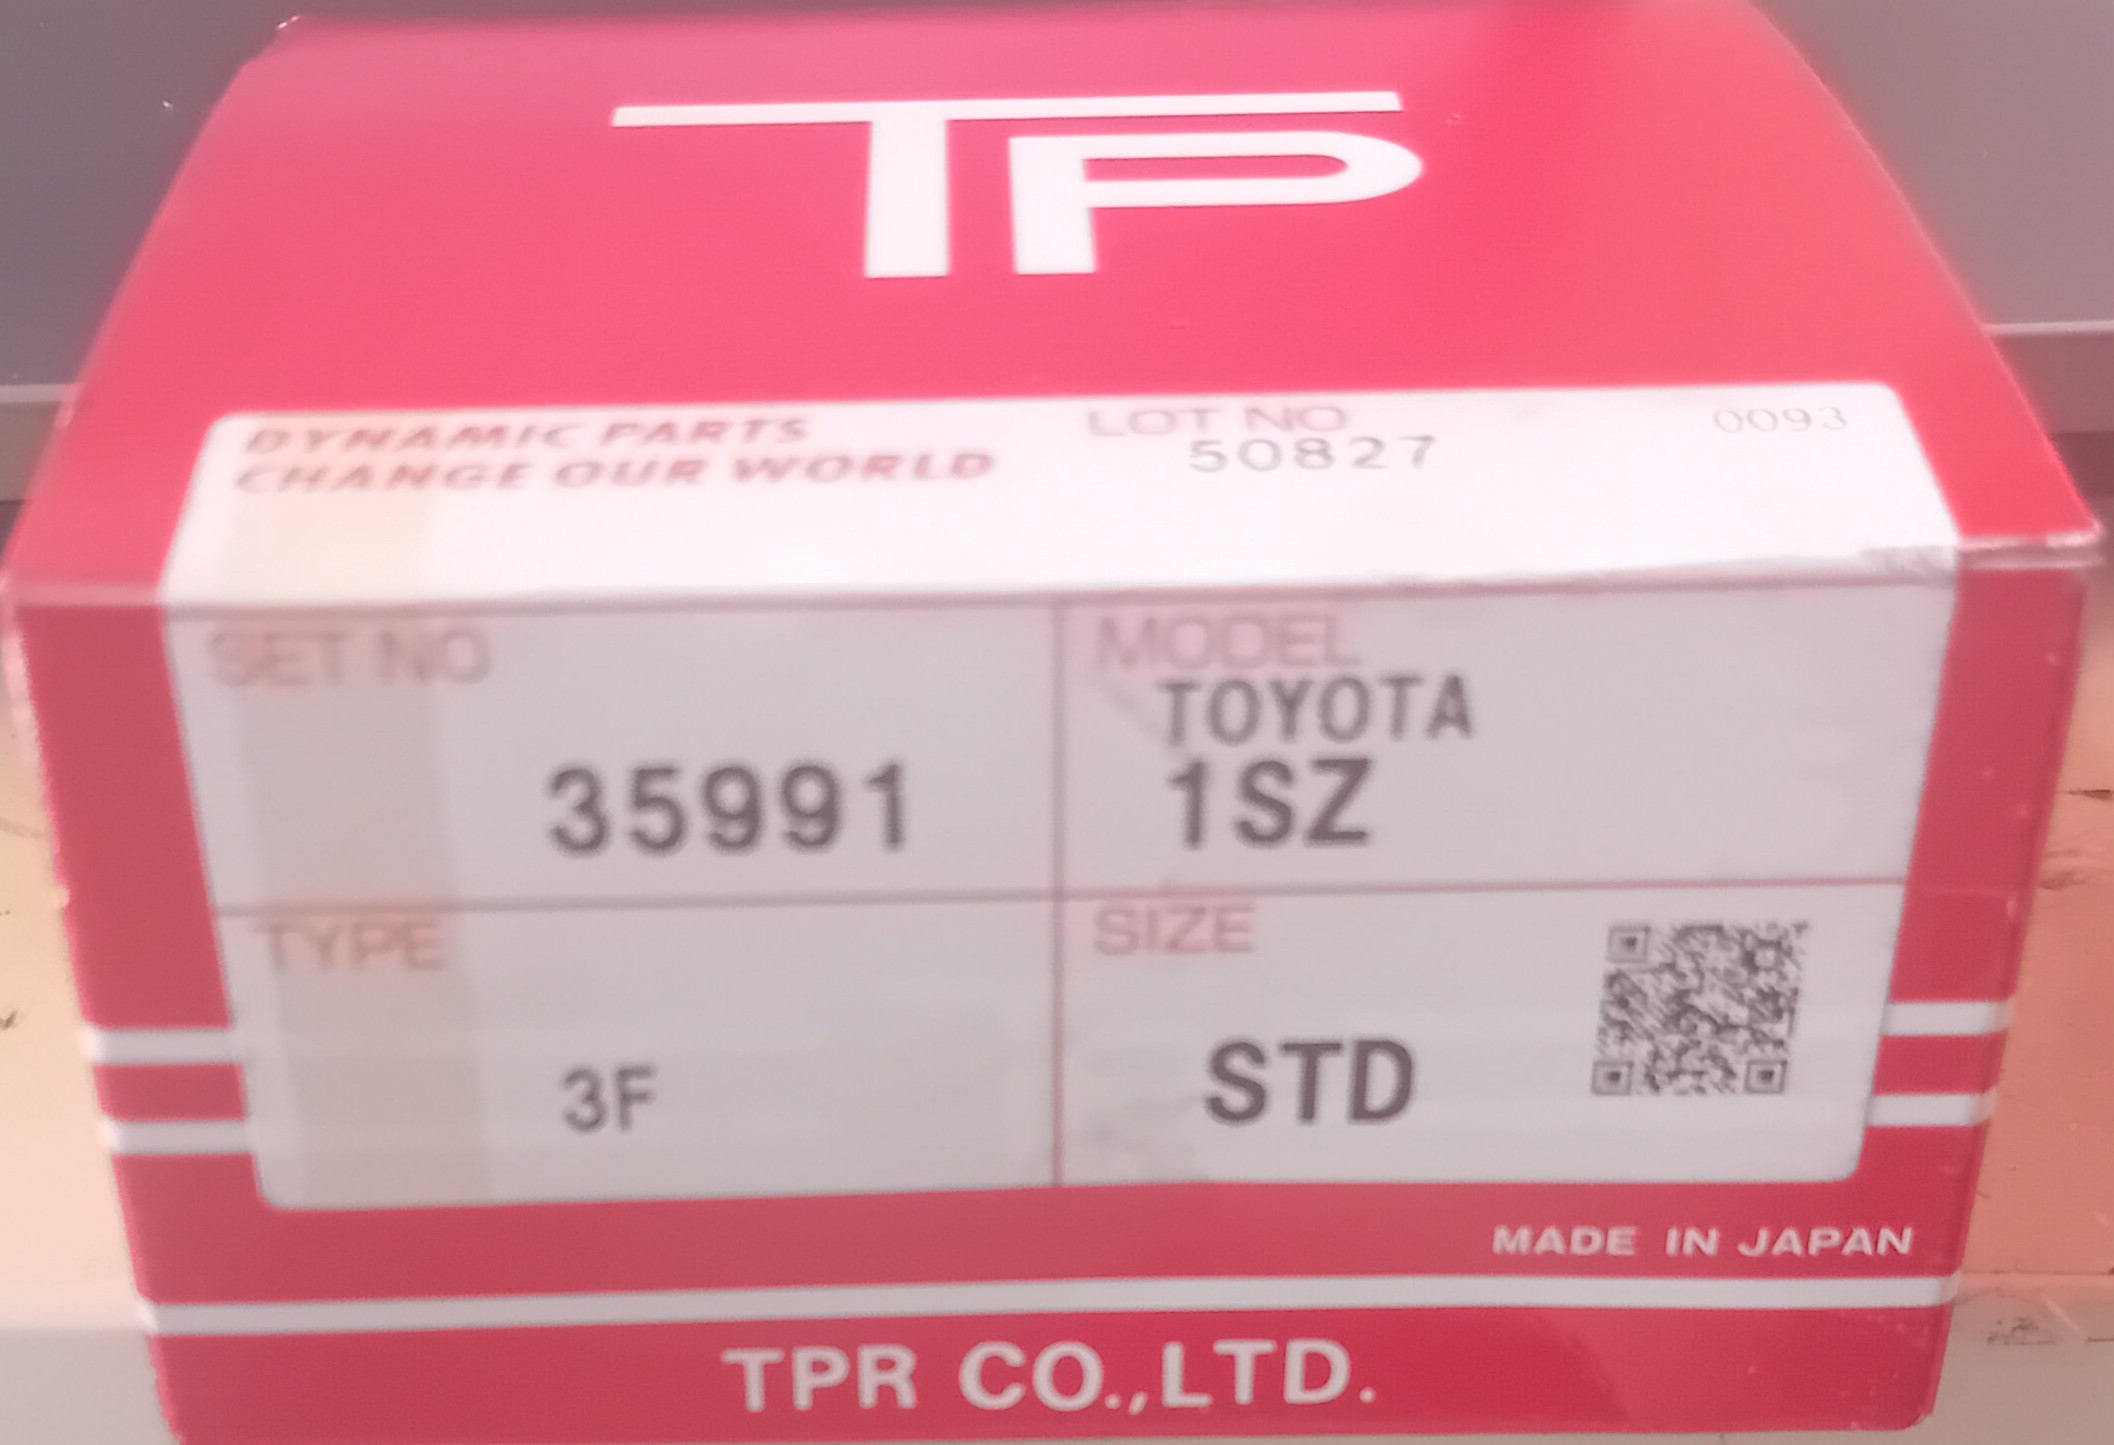 TP
DYNAMIC PARTS
CHANGE OUR WORLD
LOT NO
50827
0093
SET NO
35991
MODEL
TOYOTA
1SZ
TYPE
3F
SIZE
STD
MADE IN JAPAN
TPR CO.,LTD.